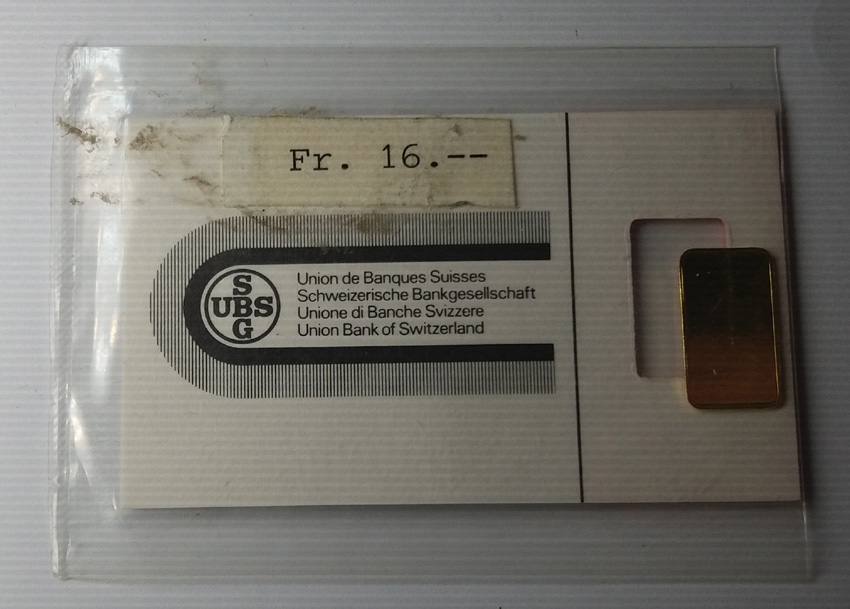 Fr. 16.--
S
UBS
G
Union de Banques Suisses
Schweizerische Bankgesellschaft
Unione di Banche Svizzere
Union Bank of Switzerland